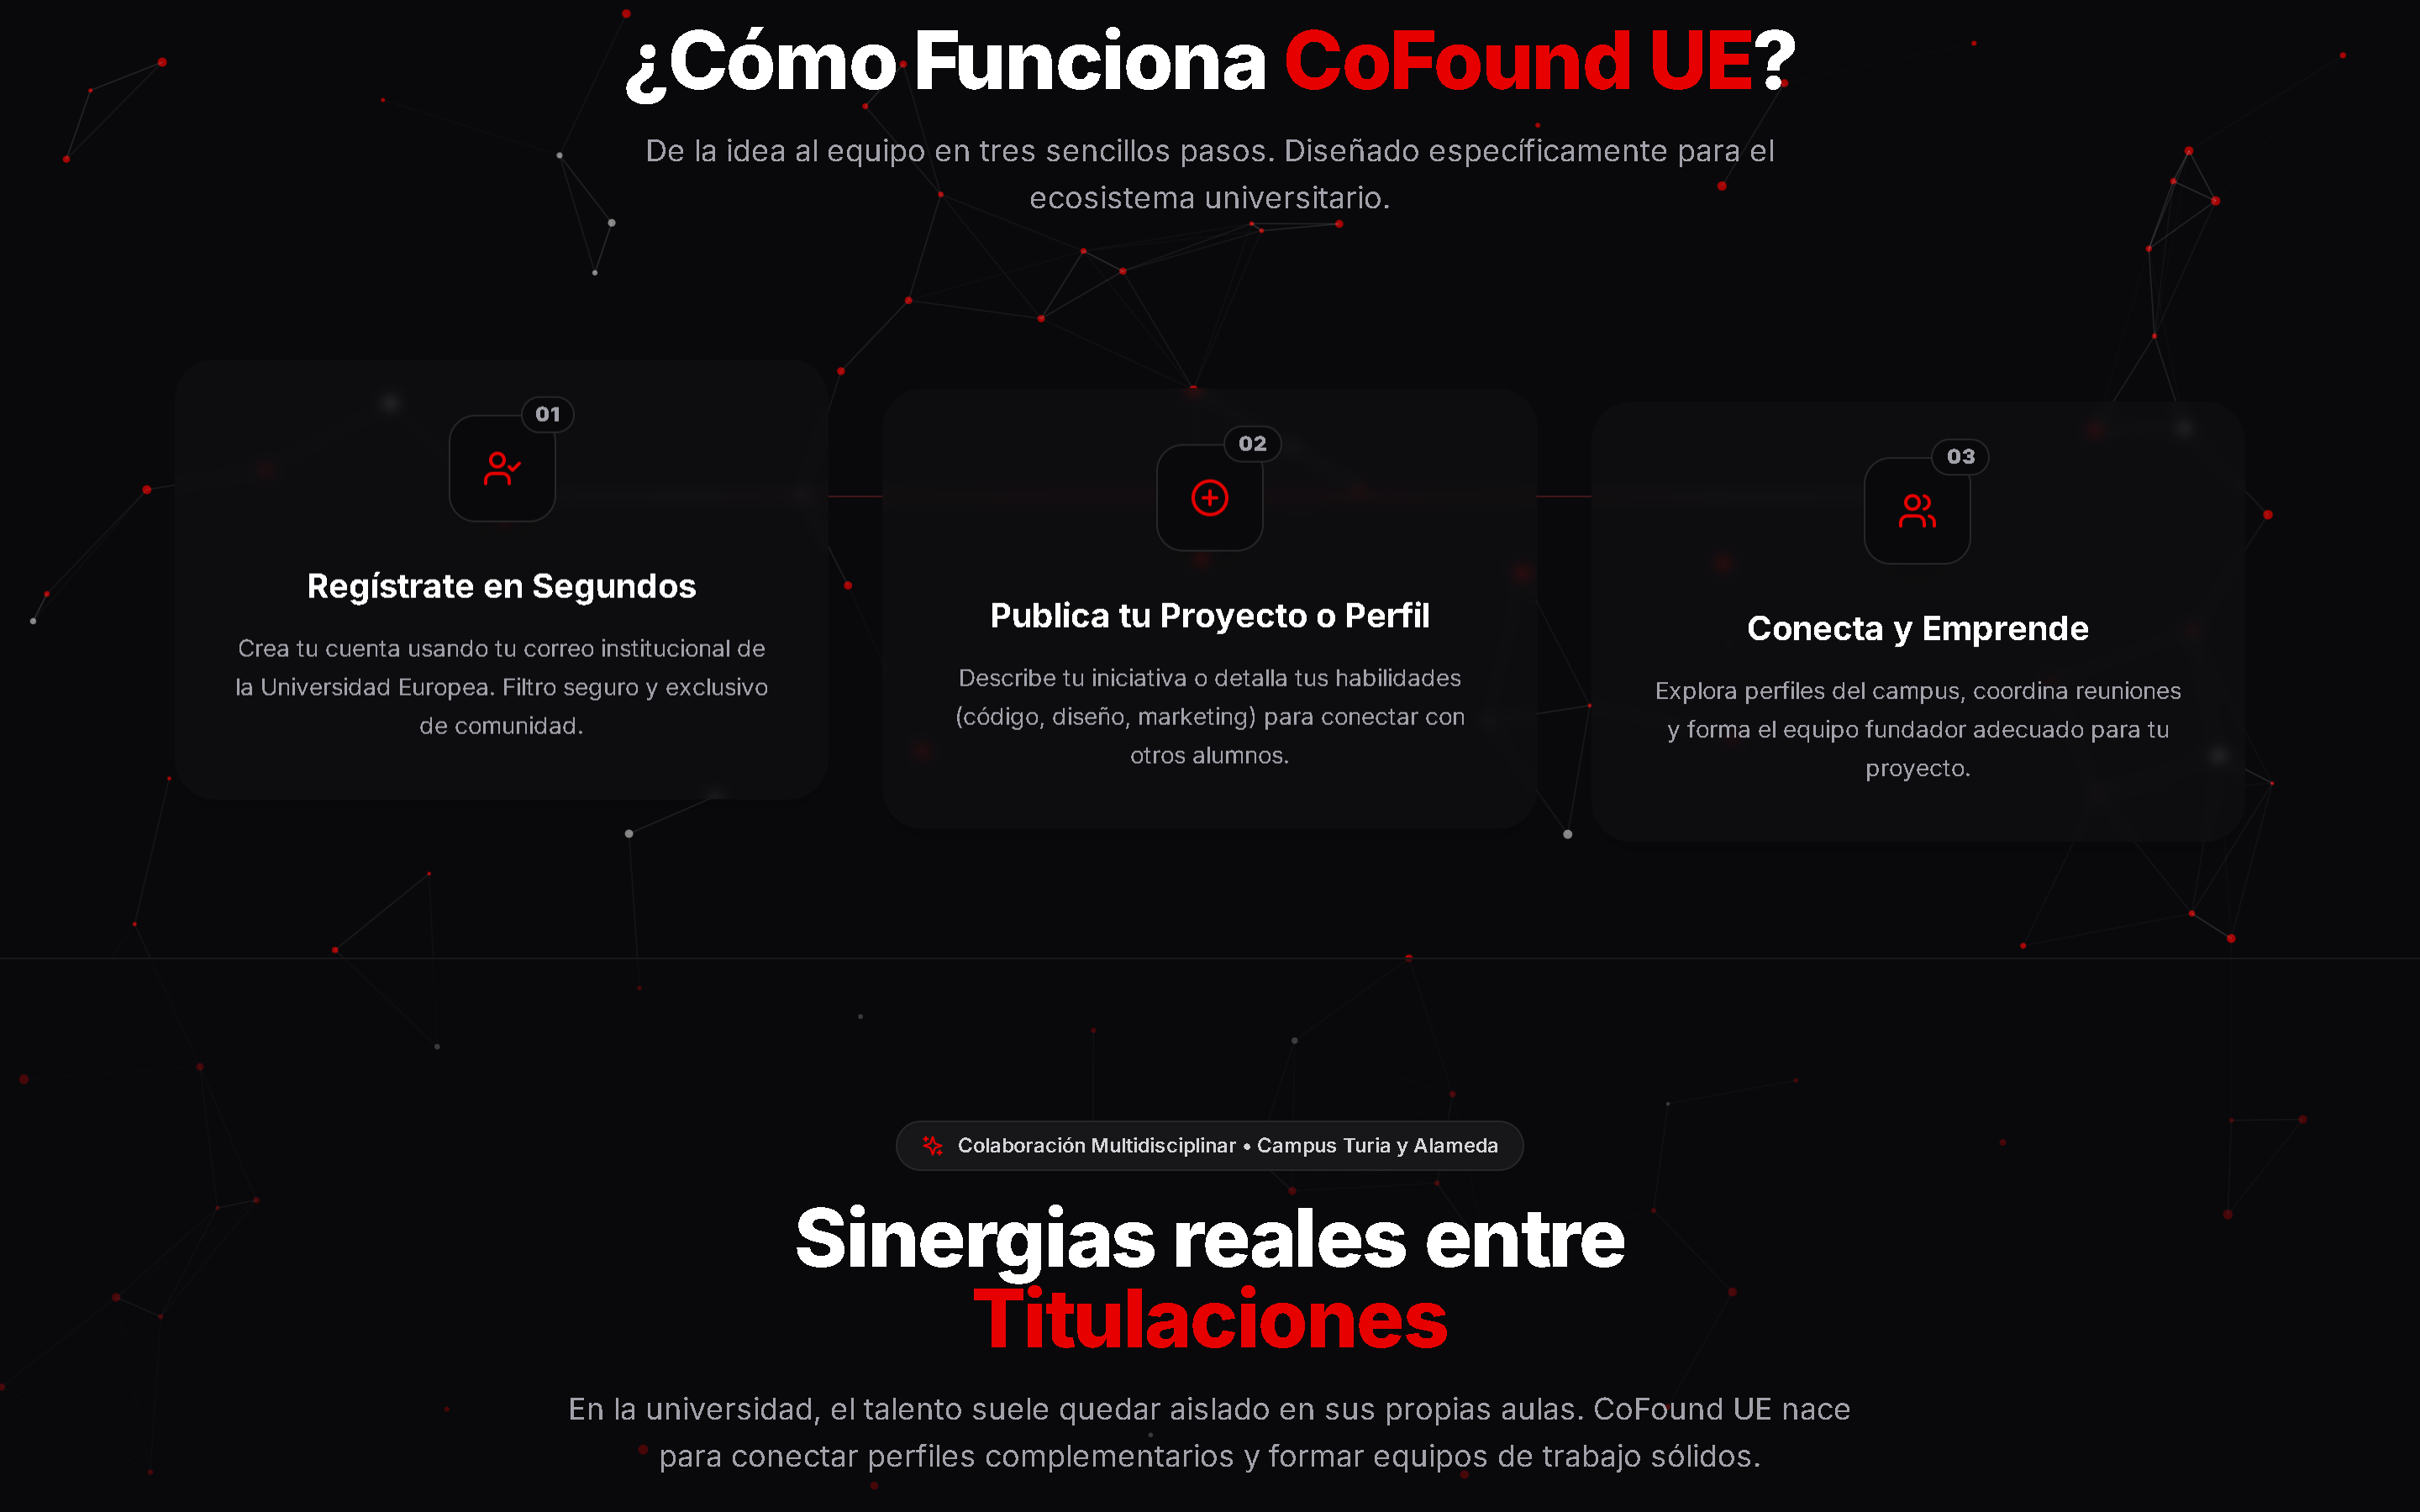 ¿Cómo Funciona CoFound UE?
De la idea al equipo en tres sencillos pasos. Diseñado específicamente para el
ecosistema universitario.
01
Regístrate en Segundos
Crea tu cuenta usando tu correo institucional de
la Universidad Europea. Filtro seguro y exclusivo
de comunidad.
02
Publica tu Proyecto o Perfil
Describe tu iniciativa o detalla tus habilidades
(código, diseño, marketing) para conectar con
otros alumnos.
03
Conecta y Emprende
Explora perfiles del campus, coordina reuniones
y forma el equipo fundador adecuado para tu
proyecto.
Colaboración Multidisciplinar • Campus Turia y Alameda
Sinergias reales entre
Titulaciones
En la universidad, el talento suele quedar aislado en sus propias aulas. CoFound UE nace
para conectar perfiles complementarios y formar equipos de trabajo sólidos.